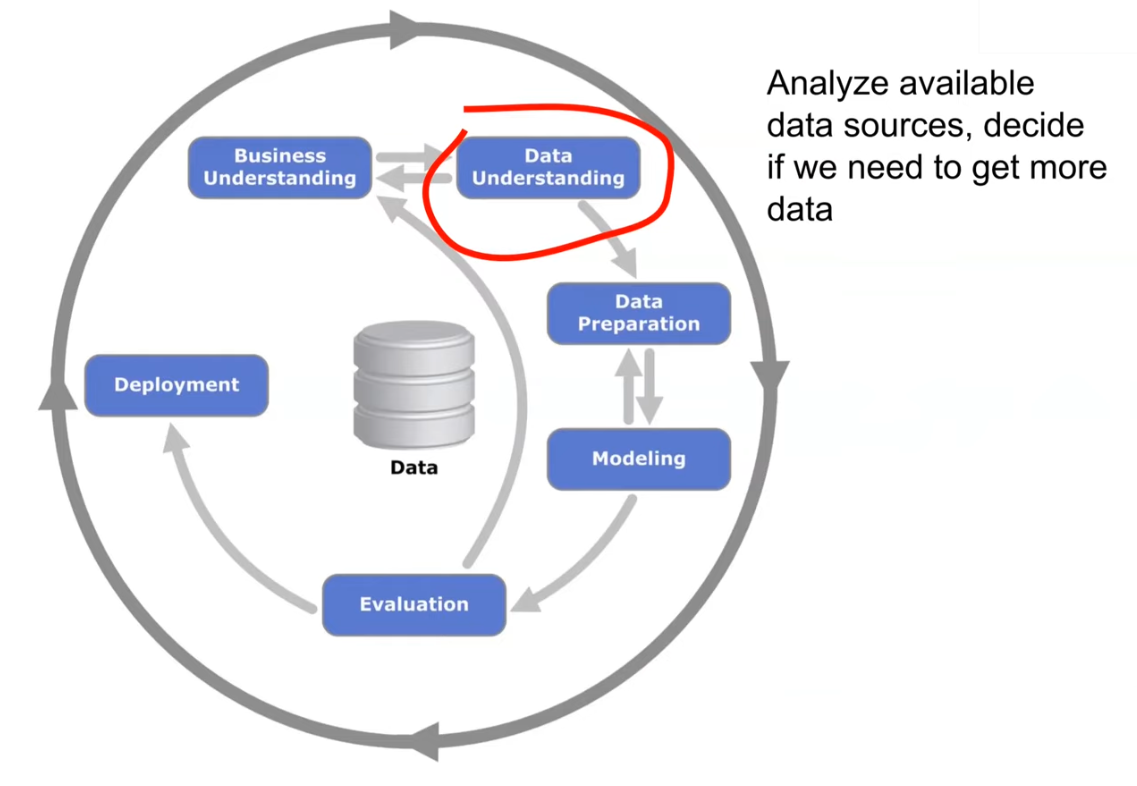 Analyze available
data sources, decide
if we need to get more
data
Business
Understanding
Data
Understanding
Data
Preparation
Deployment
Data
Modeling
Evaluation